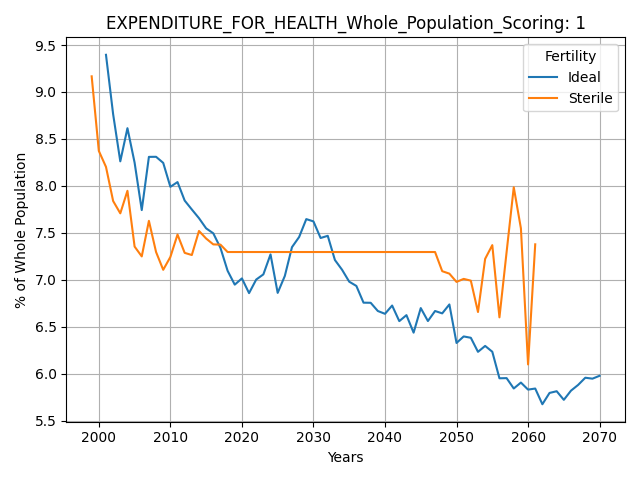 EXPENDITURE_FOR_HEALTH_Whole_Population_Scoring: 1
Fertility
Ideal
Sterile
% of Whole Population
9.5
9.0
8.5
8.0
7.5
7.0
6.5
6.0
5.5
2000 2010 2020 2030 2040 2050 2060 2070
Years